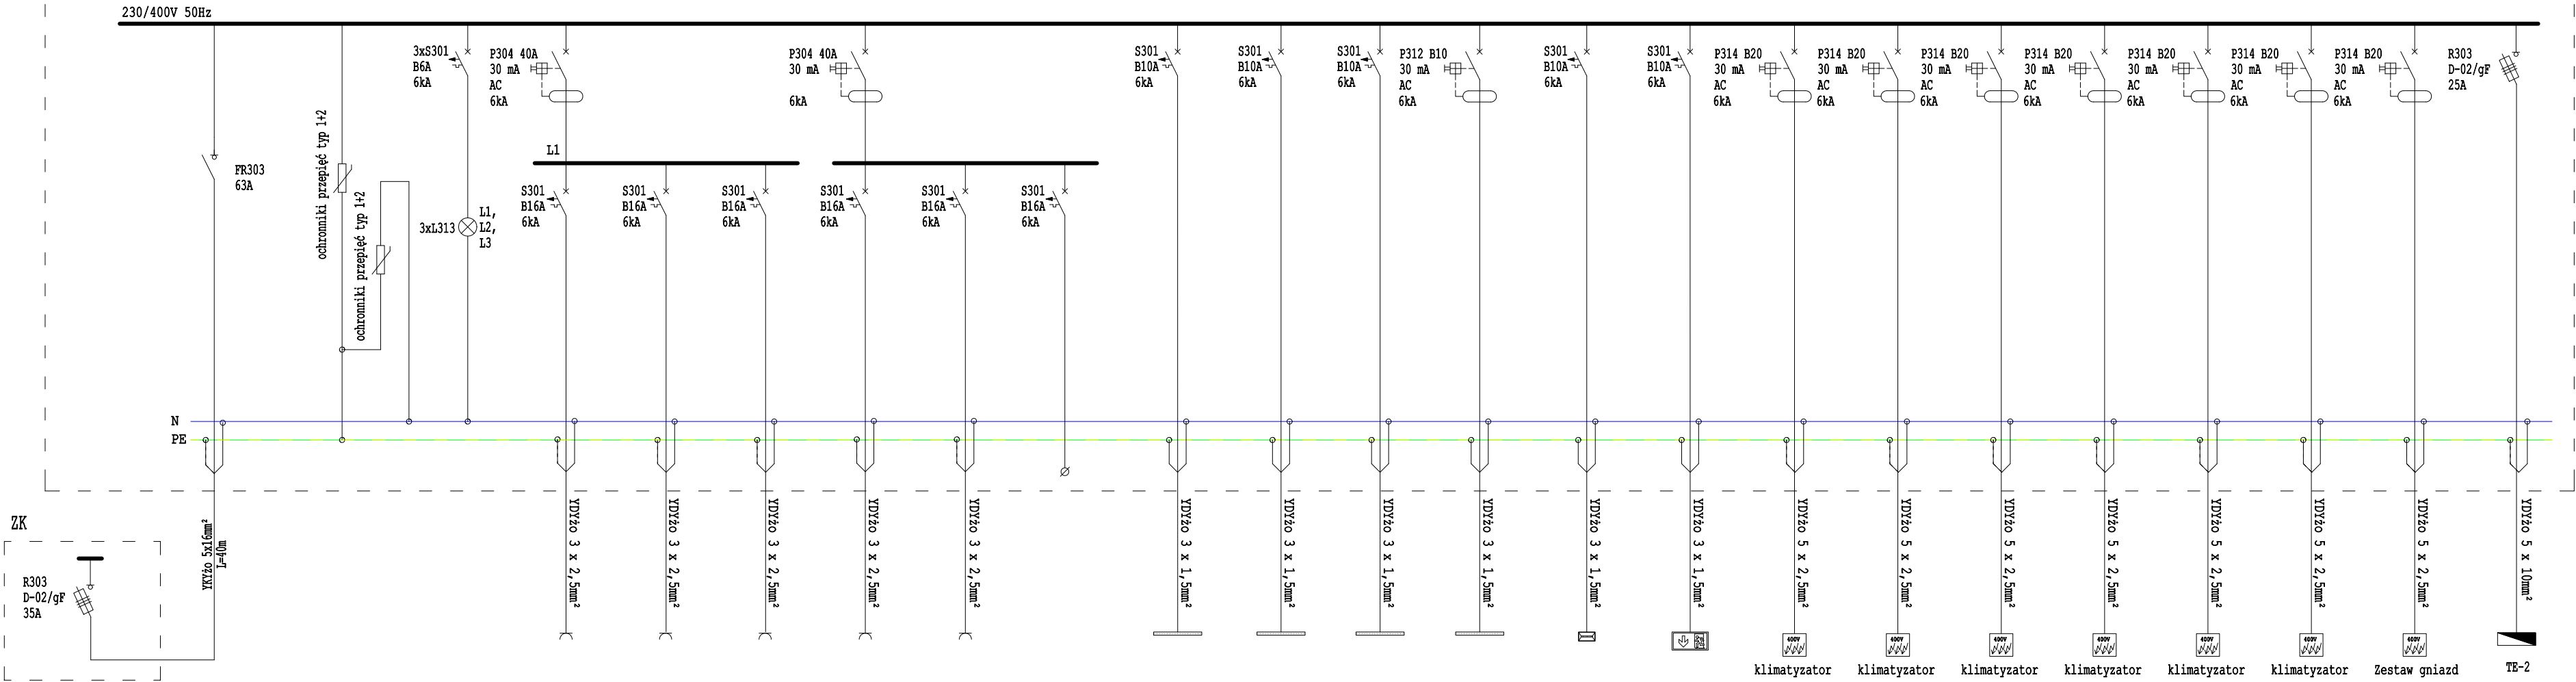 230/400V 50Hz
FR303
63A
ochronniki przepięć typ 1+2
ochronniki przepięć typ 1+2
3xS301
B6A
6kA
3xL313
L1,
L2,
L3
P304 40A
30 mA
AC
6kA
P304 40A
30 mA
6kA
L1
S301
B16A
6kA
S301
B16A
6kA
S301
B16A
6kA
S301
B16A
6kA
S301
B16A
6kA
S301
B16A
6kA
S301
B10A
6kA
S301
B10A
6kA
S301
B10A
6kA
P312 B10
30 mA
AC
6kA
S301
B10A
6kA
S301
B10A
6kA
P314 B20
30 mA
AC
6kA
P314 B20
30 mA
AC
6kA
P314 B20
30 mA
AC
6kA
P314 B20
30 mA
AC
6kA
P314 B20
30 mA
AC
6kA
P314 B20
30 mA
AC
6kA
P314 B20
30 mA
AC
6kA
R303
D-02/gF
25A
N
PE
ZK
R303
D-02/gF
35A
YKYżo 5x16mm²
L=40m
YDYżo 3 x 2,5mm²
YDYżo 3 x 2,5mm²
YDYżo 3 x 2,5mm²
YDYżo 3 x 2,5mm²
YDYżo 3 x 2,5mm²
YDYżo 3 x 1,5mm²
YDYżo 3 x 1,5mm²
YDYżo 3 x 1,5mm²
YDYżo 3 x 1,5mm²
YDYżo 3 x 1,5mm²
YDYżo 3 x 1,5mm²
YDYżo 5 x 2,5mm²
YDYżo 5 x 2,5mm²
YDYżo 5 x 2,5mm²
YDYżo 5 x 2,5mm²
YDYżo 5 x 2,5mm²
YDYżo 5 x 2,5mm²
YDYżo 5 x 2,5mm²
YDYżo 5 x 10mm²
400V
400V
400V
400V
400V
400V
400V
klimatyzator
klimatyzator
klimatyzator
klimatyzator
klimatyzator
klimatyzator
Zestaw gniazd
TE-2